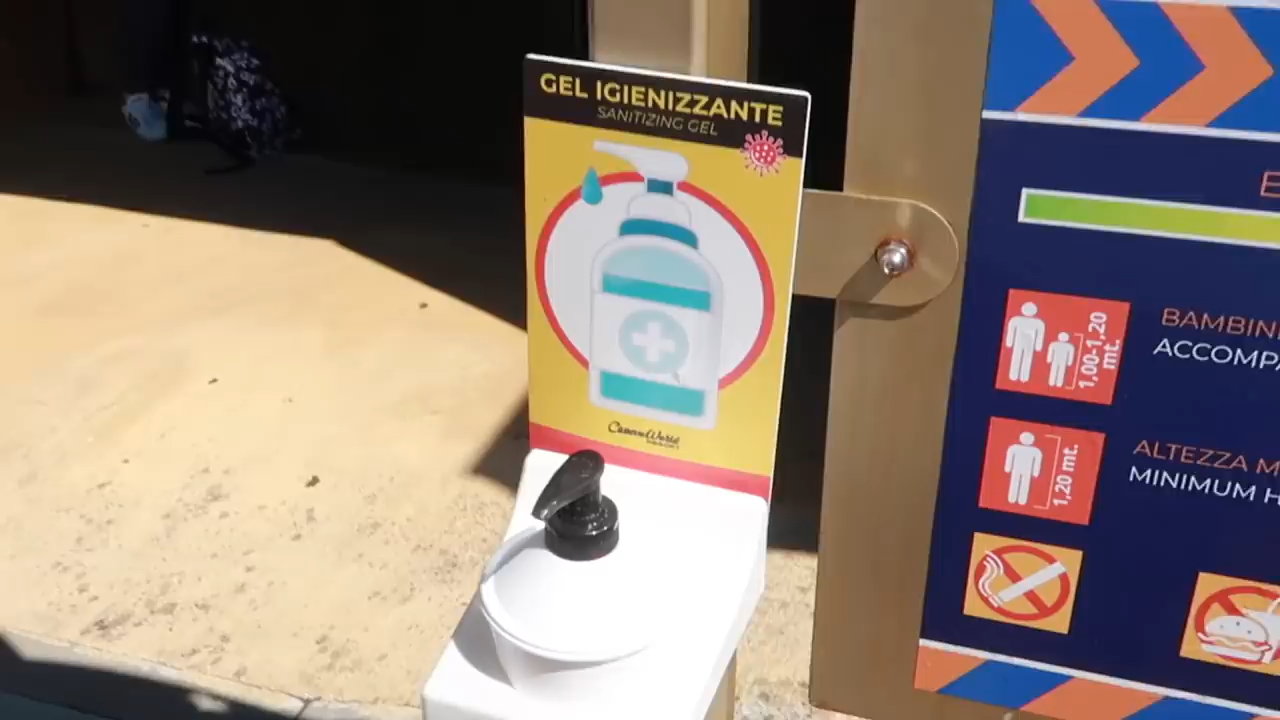 GEL IGIENIZZANTE
SANITIZING GEL
1,00-1,20
mt.
ACCOMPA
1,20 mt.
ALTEZZA M
MINIMUM H
BAMBIN